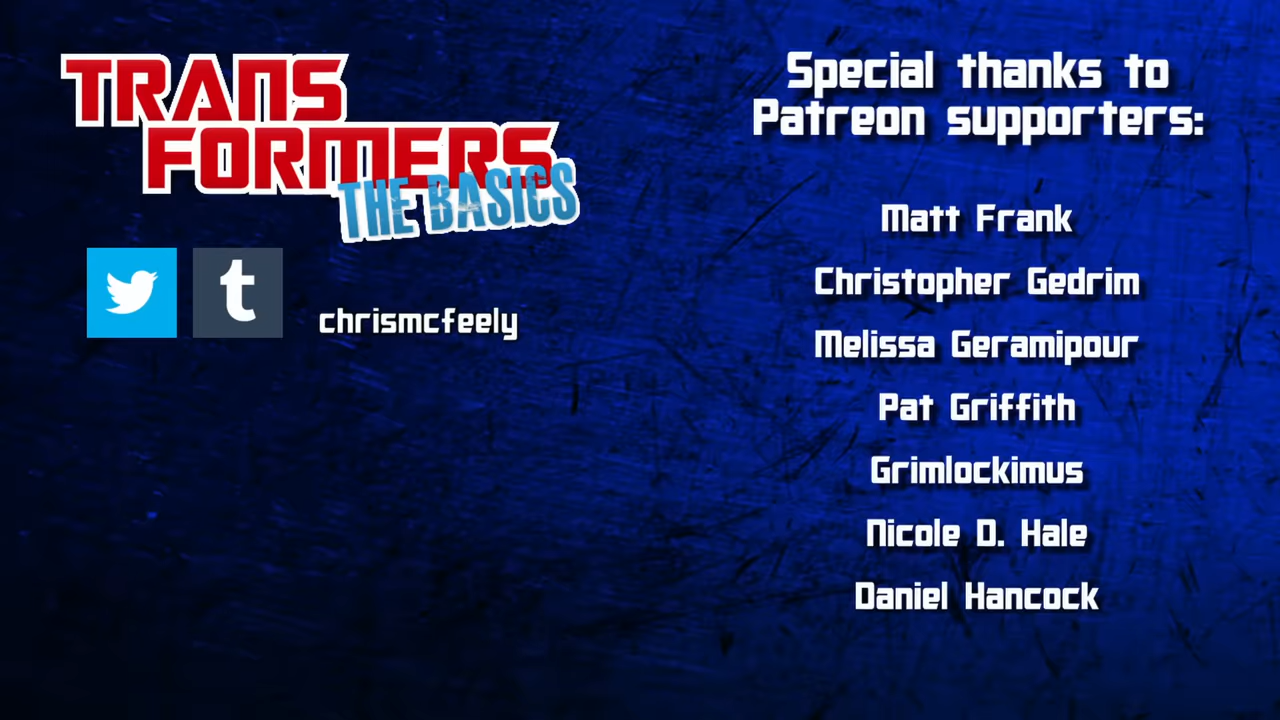 TRANS
FORMERS
THE BASICS
chrismcfeely
Special thanks to
Patreon supporters:
Matt Frank
Christopher Gedrim
Melissa Geramipour
Pat Griffith
Grimlockimus
Nicole D. Hale
Daniel Hancock